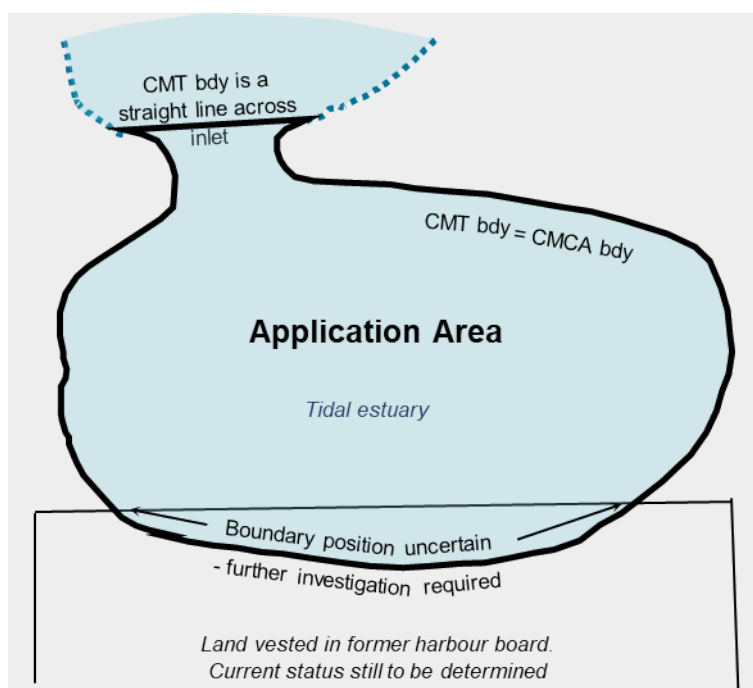 CMT bdy is a
straight line across
inlet
CMT bdy = CMCA bdy
Application Area
Tidal estuary
Boundary position uncertain
- further investigation required
Land vested in former harbour board.
Current status still to be determined